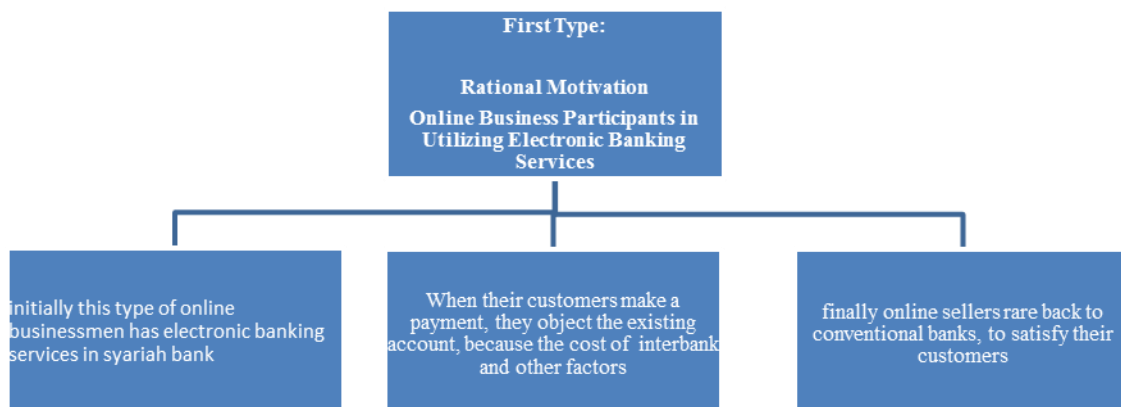 First Type:
Rational Motivation
Online Business Participants in
Utilizing Electronic Banking
Services
initially this type of online
businessmen has electronic banking
services in syariah bank
When their customers make a
payment, they object the existing
account, because the cost of interbank
and other factors
finally online sellers rare back to
conventional banks, to satisfy their
customers